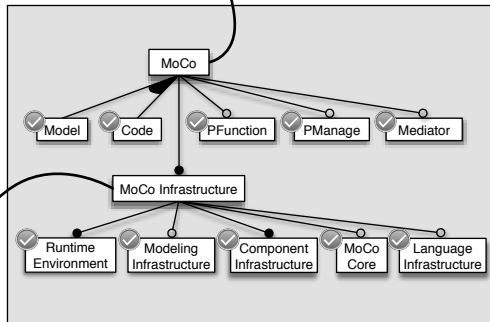 MoCo
Model
Code
PFunction
PManage
Mediator
MoCo Infrastructure
Runtime
Environment
Modeling
Infrastructure
Component
Infrastructure
MoCo
Core
Language
Infrastructure